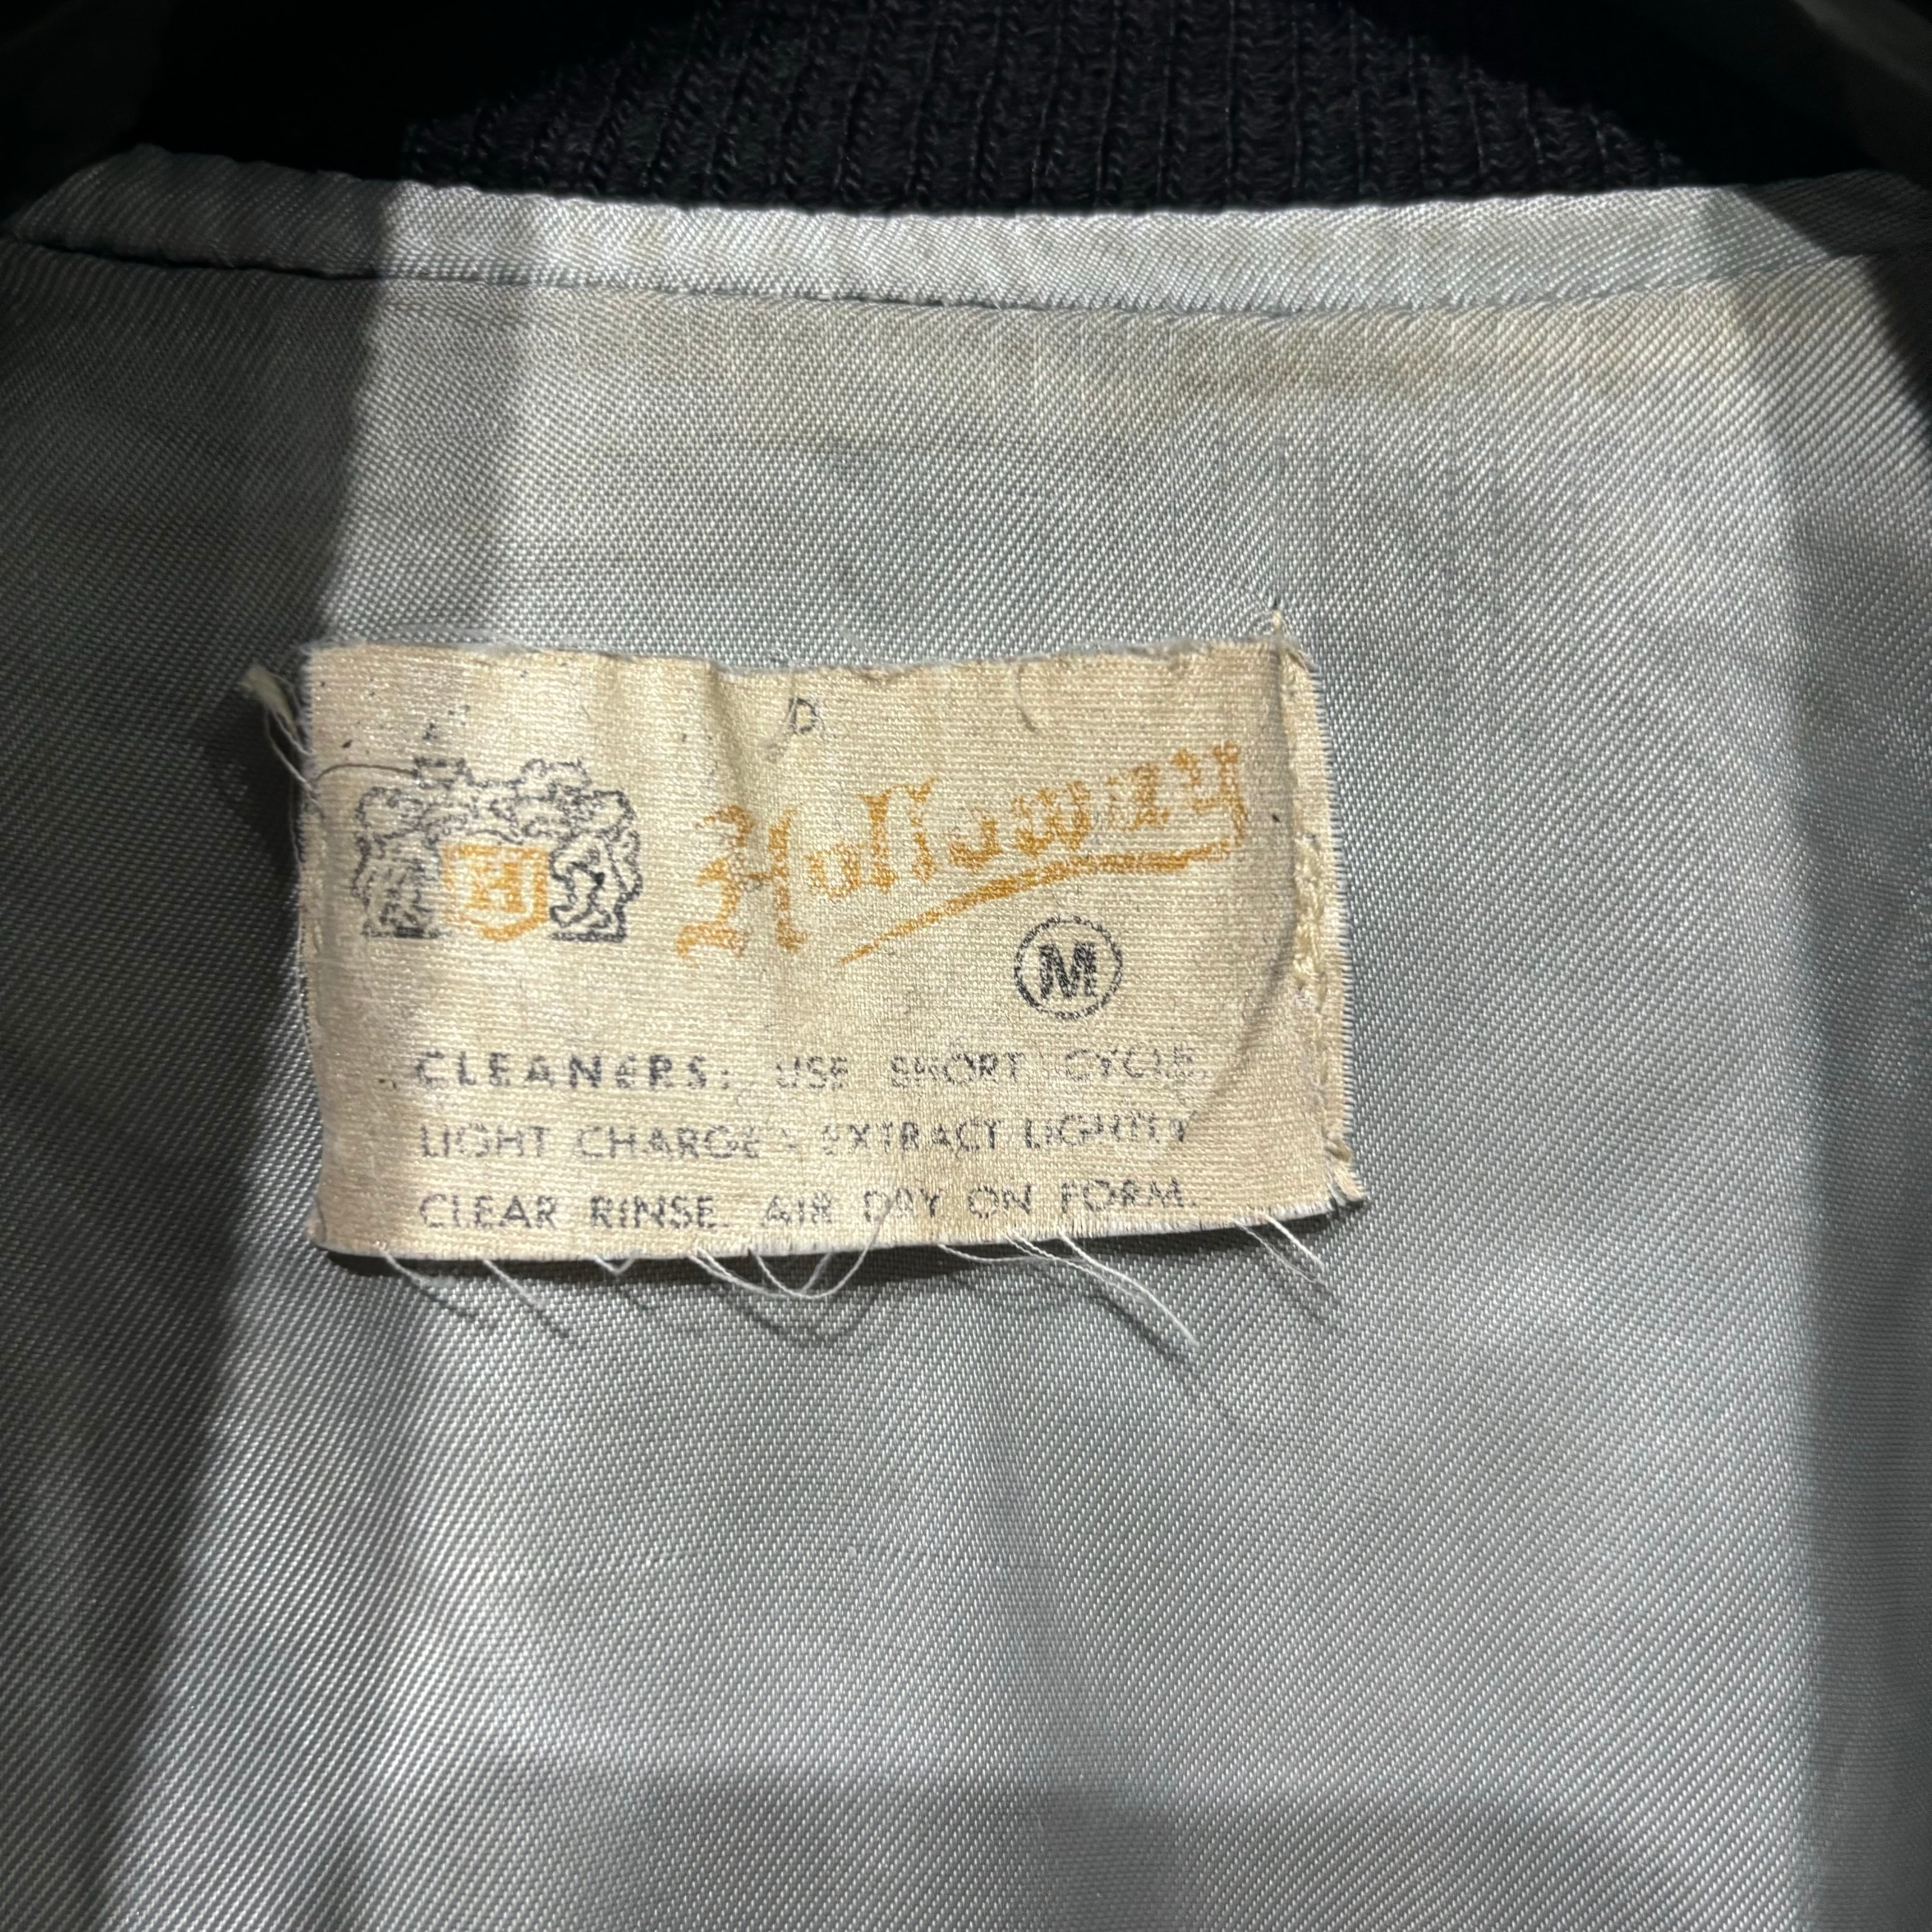 D.
Holloway
H
M
CLEANERS: USE SHORT CYCLE.
LIGHT CHARGE - EXTRACT LIGHTLY
CLEAR RINSE. AIR DRY ON FORM.